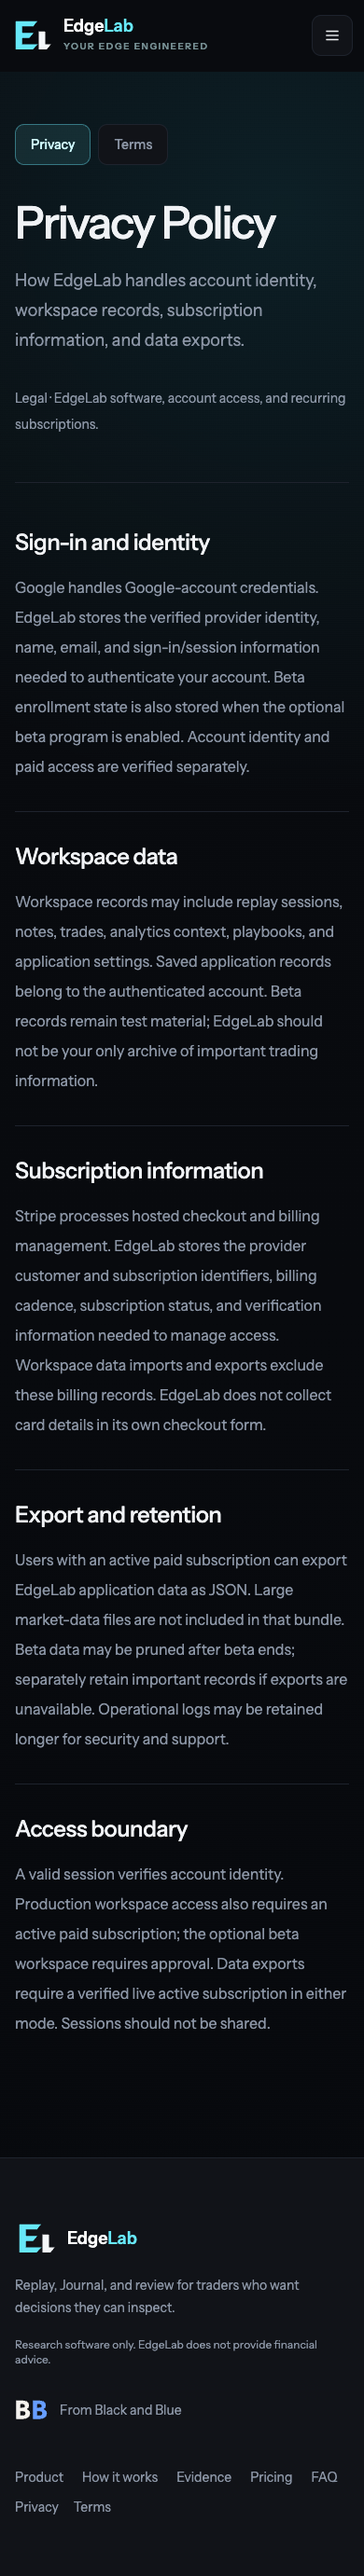 EdgeLab
YOUR EDGE ENGINEERED
Privacy
Terms
Privacy Policy
How EdgeLab handles account identity,
workspace records, subscription
information, and data exports.
Legal · EdgeLab software, account access, and recurring
subscriptions.
Sign-in and identity
Google handles Google-account credentials.
EdgeLab stores the verified provider identity,
name, email, and sign-in/session information
needed to authenticate your account. Beta
enrollment state is also stored when the optional
beta program is enabled. Account identity and
paid access are verified separately.
Workspace data
Workspace records may include replay sessions,
notes, trades, analytics context, playbooks, and
application settings. Saved application records
belong to the authenticated account. Beta
records remain test material; EdgeLab should
not be your only archive of important trading
information.
Subscription information
Stripe processes hosted checkout and billing
management. EdgeLab stores the provider
customer and subscription identifiers, billing
cadence, subscription status, and verification
information needed to manage access.
Workspace data imports and exports exclude
these billing records. EdgeLab does not collect
card details in its own checkout form.
Export and retention
Users with an active paid subscription can export
EdgeLab application data as JSON. Large
market-data files are not included in that bundle.
Beta data may be pruned after beta ends;
separately retain important records if exports are
unavailable. Operational logs may be retained
longer for security and support.
Access boundary
A valid session verifies account identity.
Production workspace access also requires an
active paid subscription; the optional beta
workspace requires approval. Data exports
require a verified live active subscription in either
mode. Sessions should not be shared.
EL EdgeLab
Replay, Journal, and review for traders who want
decisions they can inspect.
Research software only. EdgeLab does not provide financial
advice.
BB From Black and Blue
Product How it works Evidence Pricing FAQ
Privacy Terms